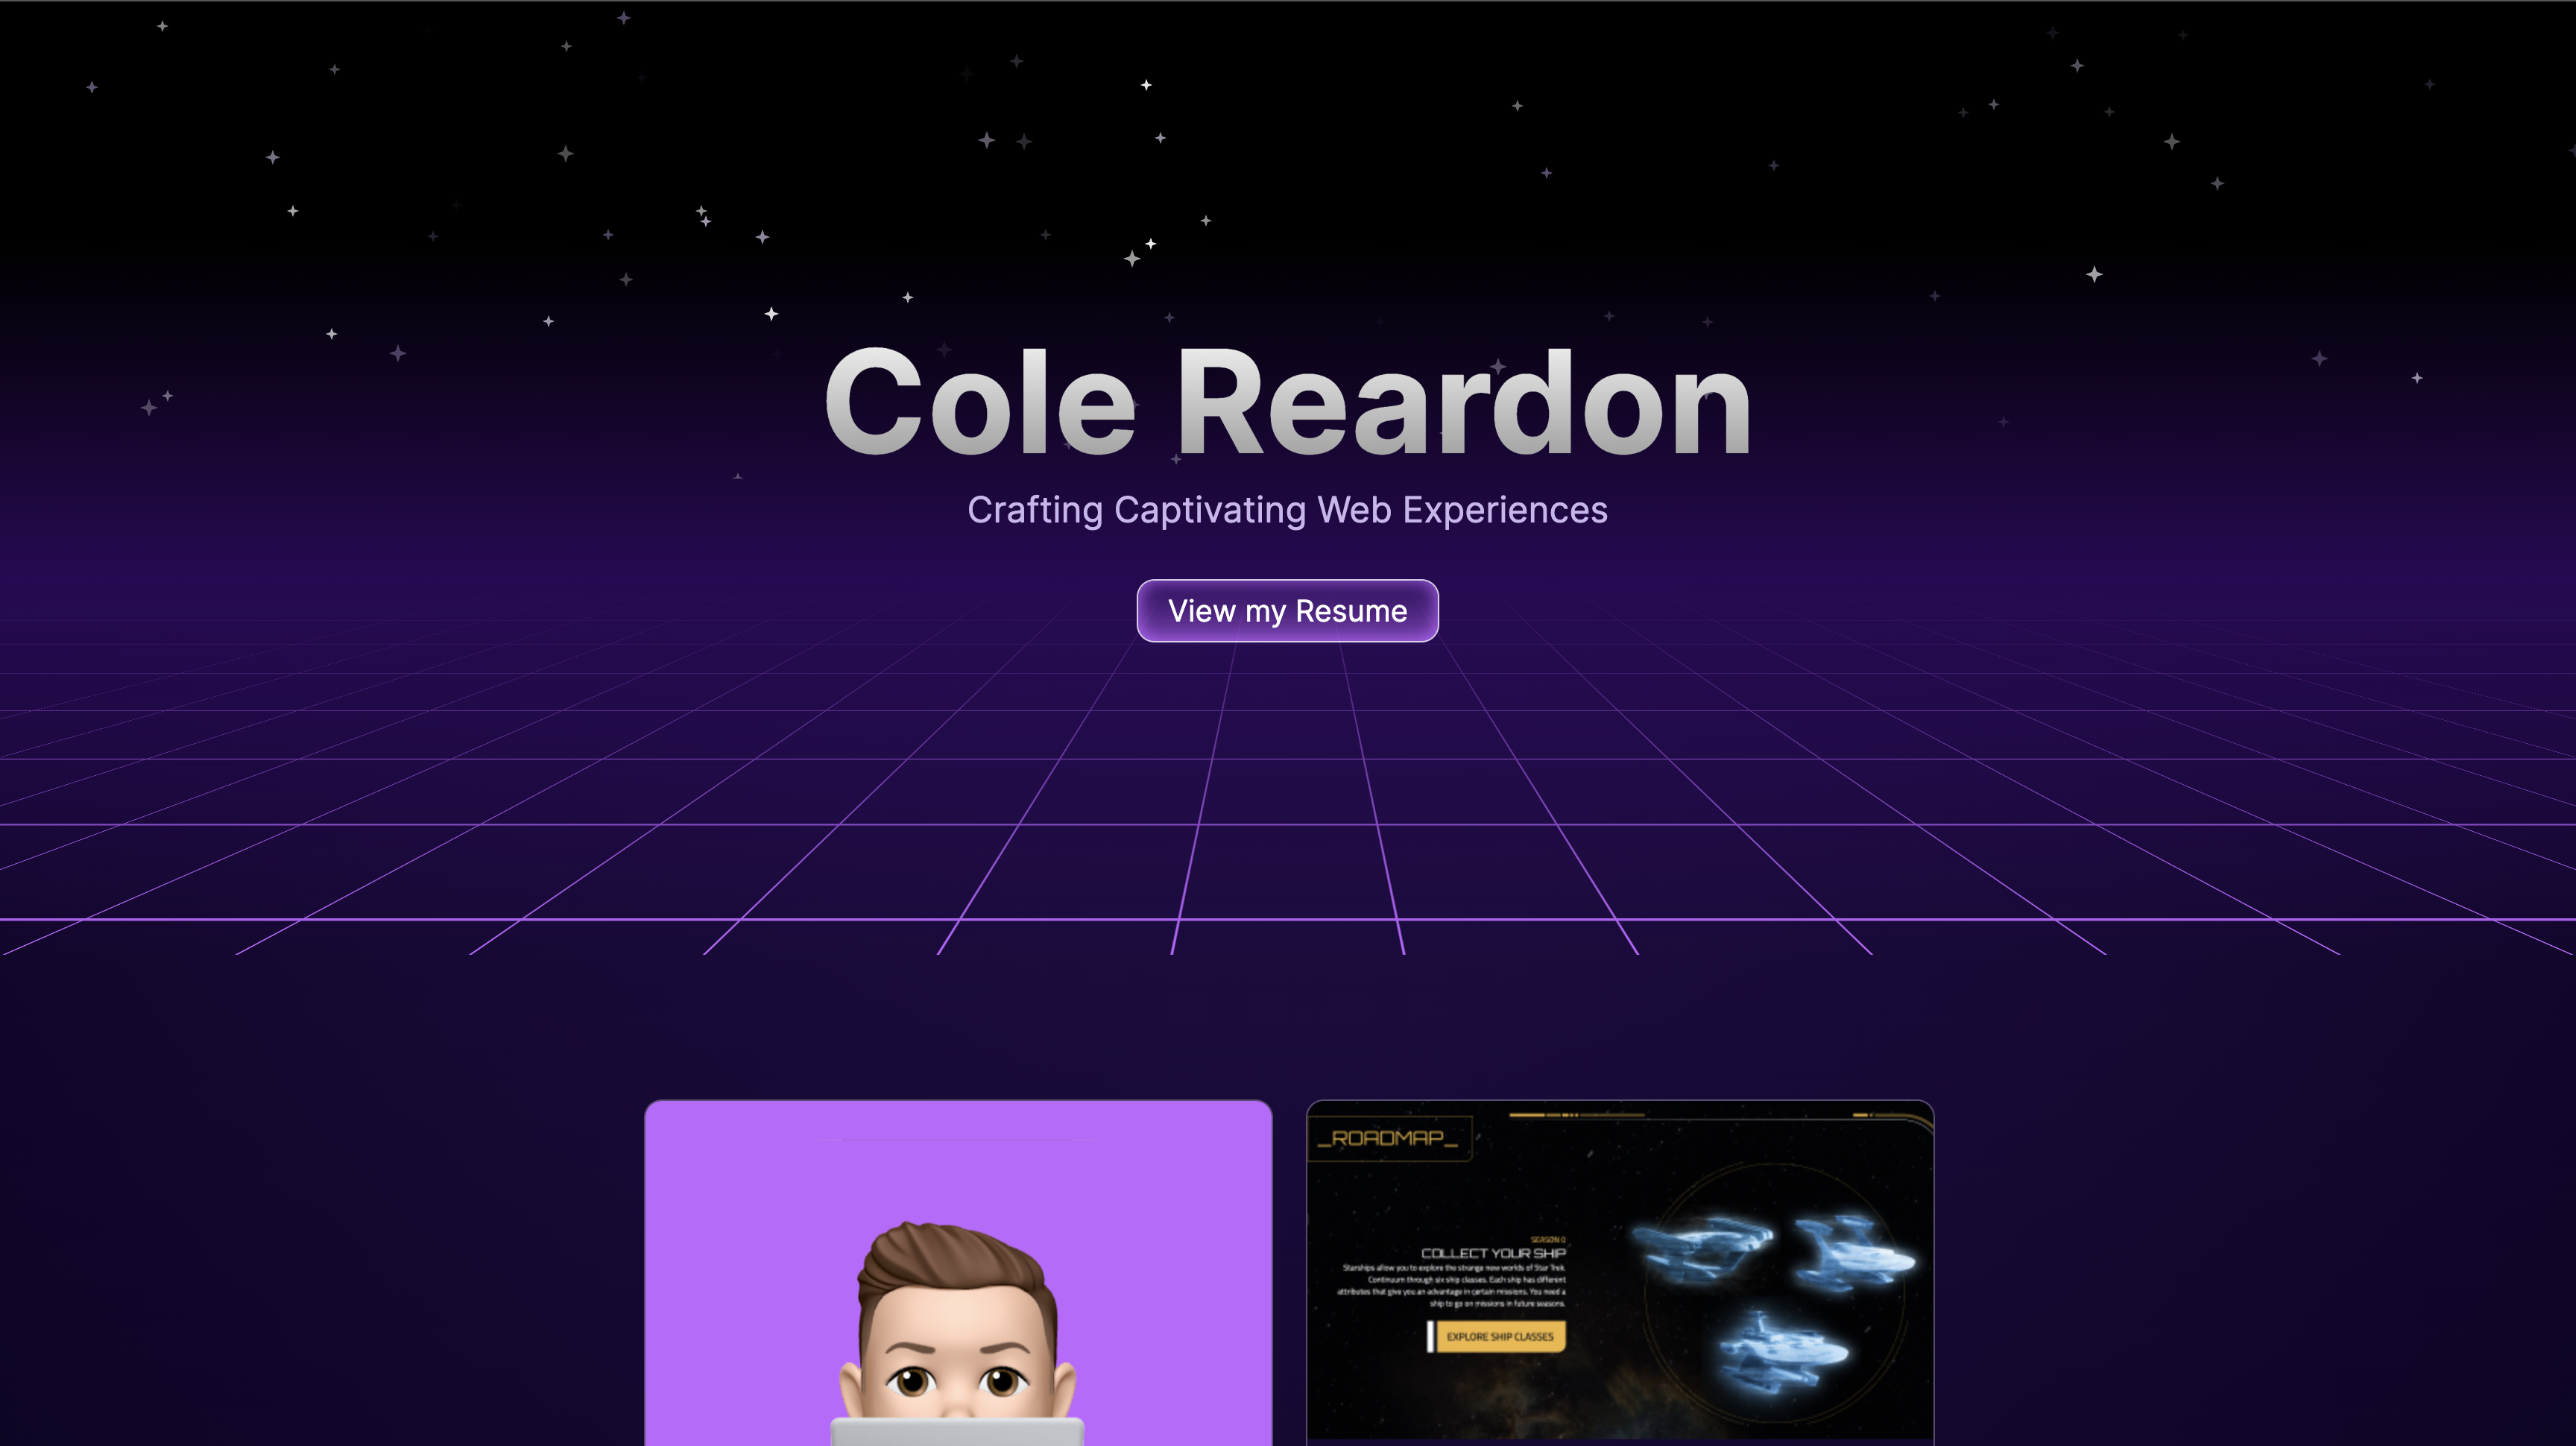 Cole Reardon
Crafting Captivating Web Experiences
View my Resume
_ROADMAP_
SEASON 0
COLLECT YOUR SHIP
Starships allow you to explore the strange new worlds of Star Trek
Continuum through six ship classes. Each ship has different
attributes that give you an advantage in certain missions. You need a
ship to go on missions in future seasons.
EXPLORE SHIP CLASSES